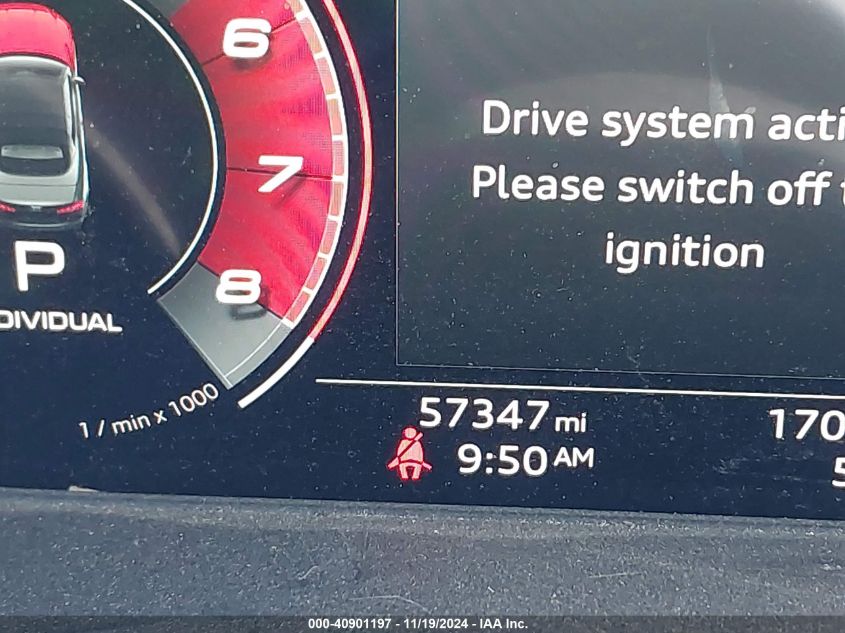 6
7
8
P
DIVIDUAL
1 / min x 1000
Drive system acti
Please switch off t
ignition
57347 mi
170
9:50 AM
5
000-40901197 - 11/19/2024 - IAA Inc.